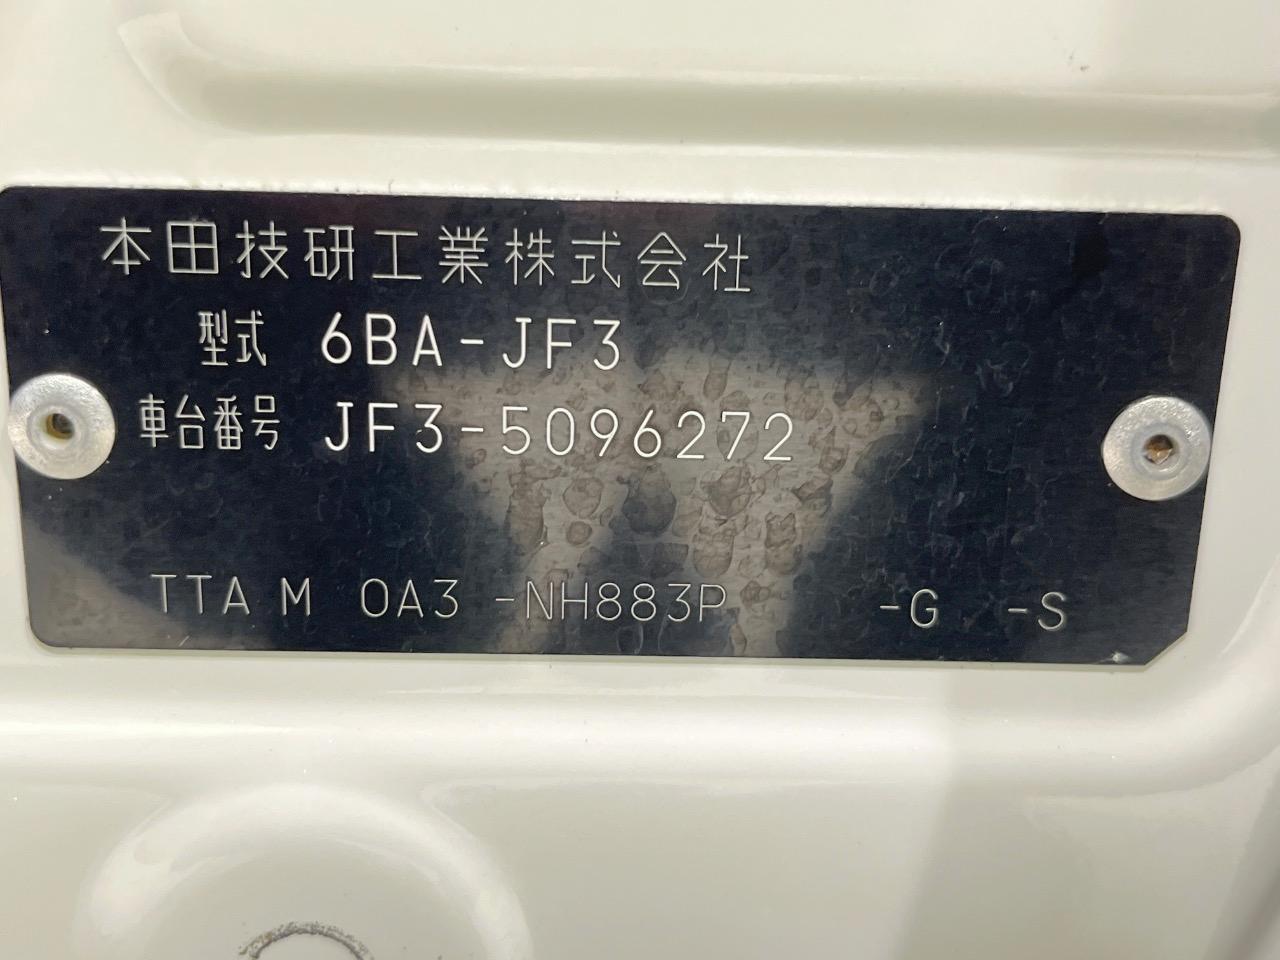 本田技研工業株式会社
型式 6BA-JF3
車台番号 JF3-5096272
TTA M 0A3 -NH883P -G -S